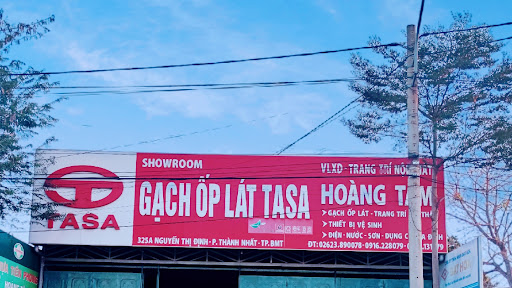 TASA
SHOWROOM
GẠCH ỐP LÁT TASA
325A NGUYỄN THỊ ĐỊNH - P. THÀNH NHẤT - TP.BMT
VLXD - TRANG TRÍ NỘI
HOÀNG TÂM
> GẠCH ỐP LÁT - TRANG TRÍ
> THIẾT BỊ VỆ SINH
> ĐIỆN - NƯỚC - SƠN - DỤNG
ĐT: 02623.890078 - 0916.228079